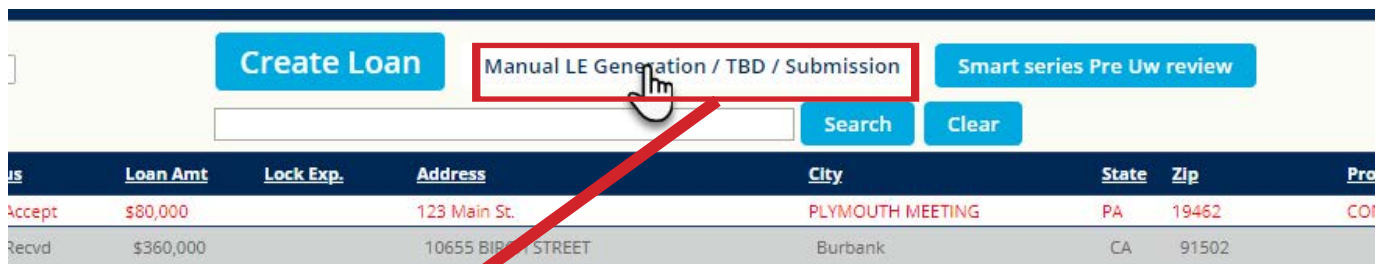 Create Loan Manual LE Generation / TBD / Submission Smart series Pre Uw review
Search Clear
us Loan Amt Lock Exp. Address City State Zip Pro
Accept $80,000 123 Main St. PLYMOUTH MEETING PA 19462 CON
Recvd $360,000 10655 STREET Burbank CA 91502